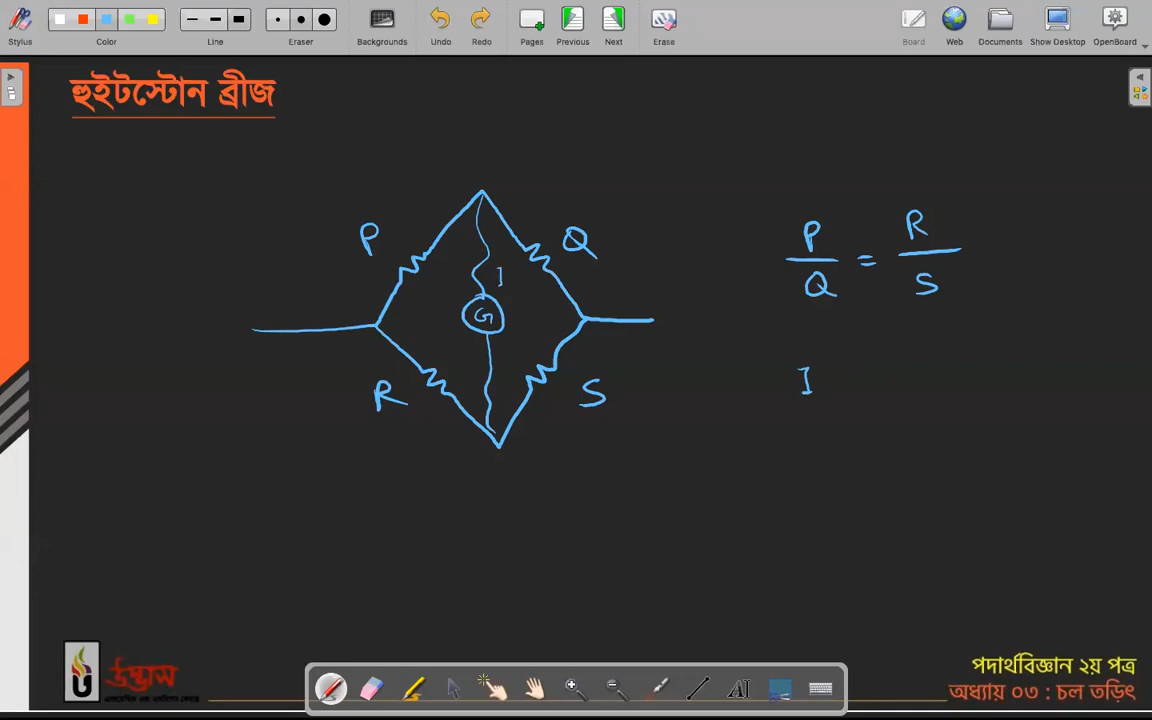 Stylus
Color
Line
Eraser
Backgrounds
Undo
Redo
Pages
Previous
Next
Erase
Board
Web
Documents
Show Desktop
OpenBoard
হুইটস্টোন ব্রীজ
P
Q
I
G
R
S
P
Q
=
R
S
I
উদ্ভাস
পদার্থবিজ্ঞান ২য় পত্র
অধ্যায় ০৩ : চল তড়িৎ